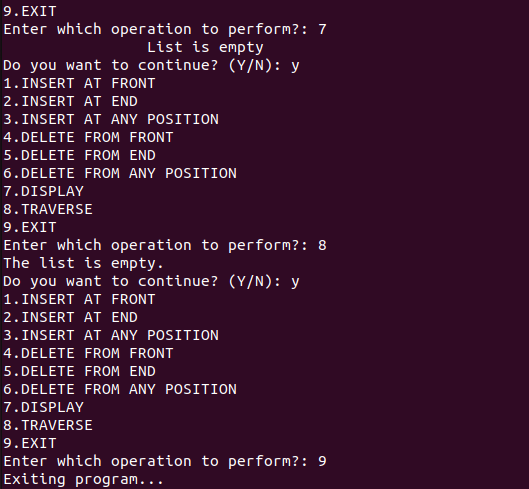 9.EXIT
Enter which operation to perform?: 7
                List is empty
Do you want to continue? (Y/N): y
1.INSERT AT FRONT
2.INSERT AT END
3.INSERT AT ANY POSITION
4.DELETE FROM FRONT
5.DELETE FROM END
6.DELETE FROM ANY POSITION
7.DISPLAY
8.TRAVERSE
9.EXIT
Enter which operation to perform?: 8
The list is empty.
Do you want to continue? (Y/N): y
1.INSERT AT FRONT
2.INSERT AT END
3.INSERT AT ANY POSITION
4.DELETE FROM FRONT
5.DELETE FROM END
6.DELETE FROM ANY POSITION
7.DISPLAY
8.TRAVERSE
9.EXIT
Enter which operation to perform?: 9
Exiting program...